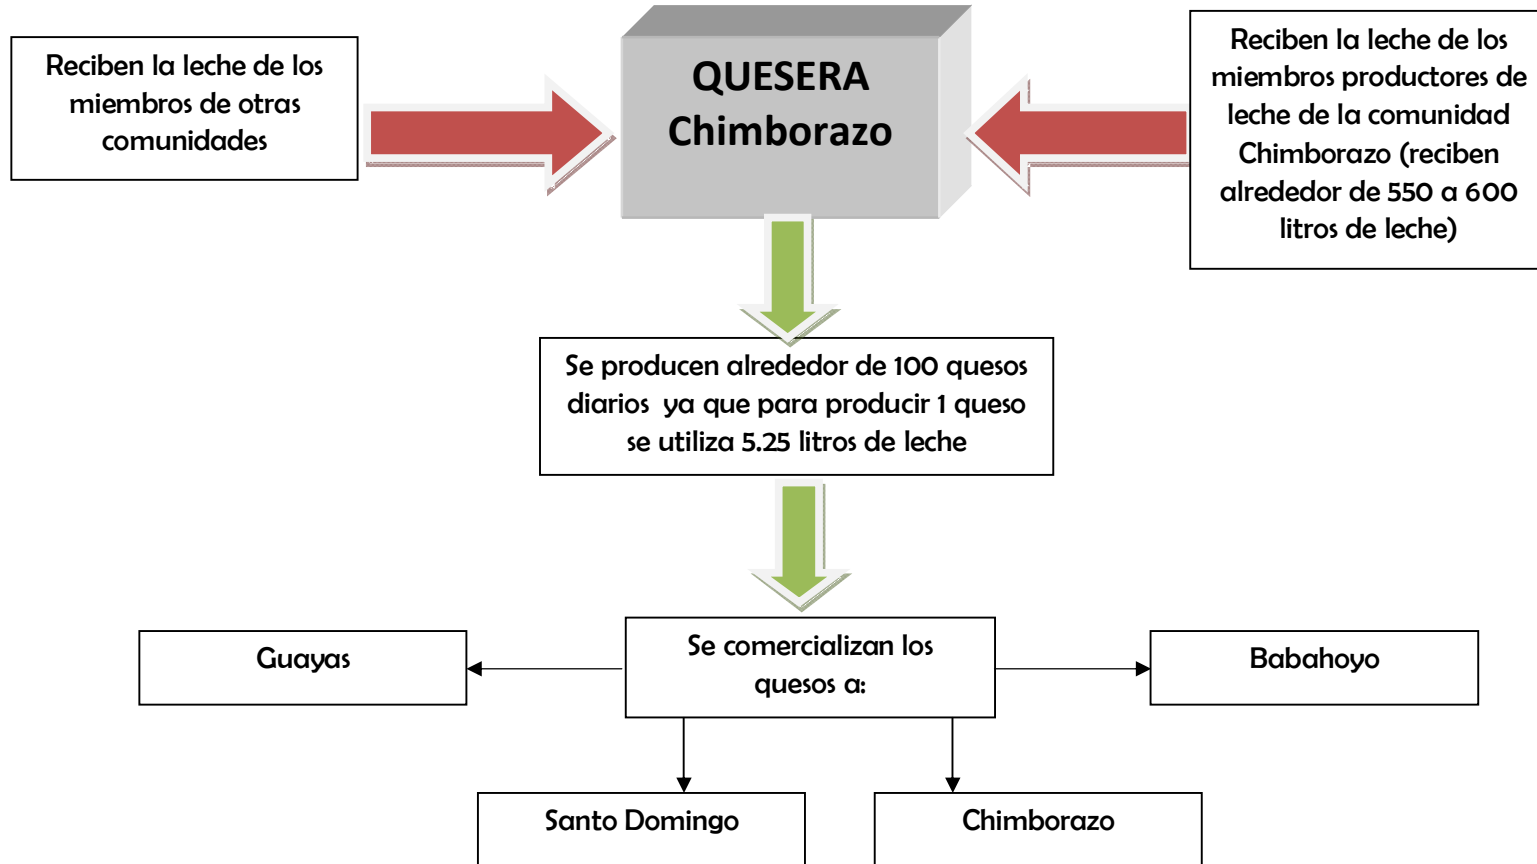 Reciben la leche de los
miembros de otras
comunidades
QUESERA
Chimborazo
Reciben la leche de los
miembros productores de
leche de la comunidad
Chimborazo (reciben
alrededor de 550 a 600
litros de leche)
Se producen alrededor de 100 quesos
diarios ya que para producir 1 queso
se utiliza 5.25 litros de leche
Guayas
Se comercializan los
quesos a:
Babahoyo
Santo Domingo
Chimborazo